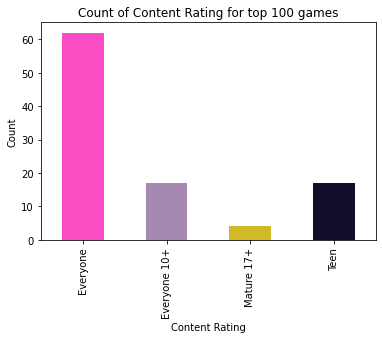 Count of Content Rating for top 100 games
Count
60
50
40
30
20
10
0
Everyone
Everyone 10+
Mature 17+
Teen
Content Rating